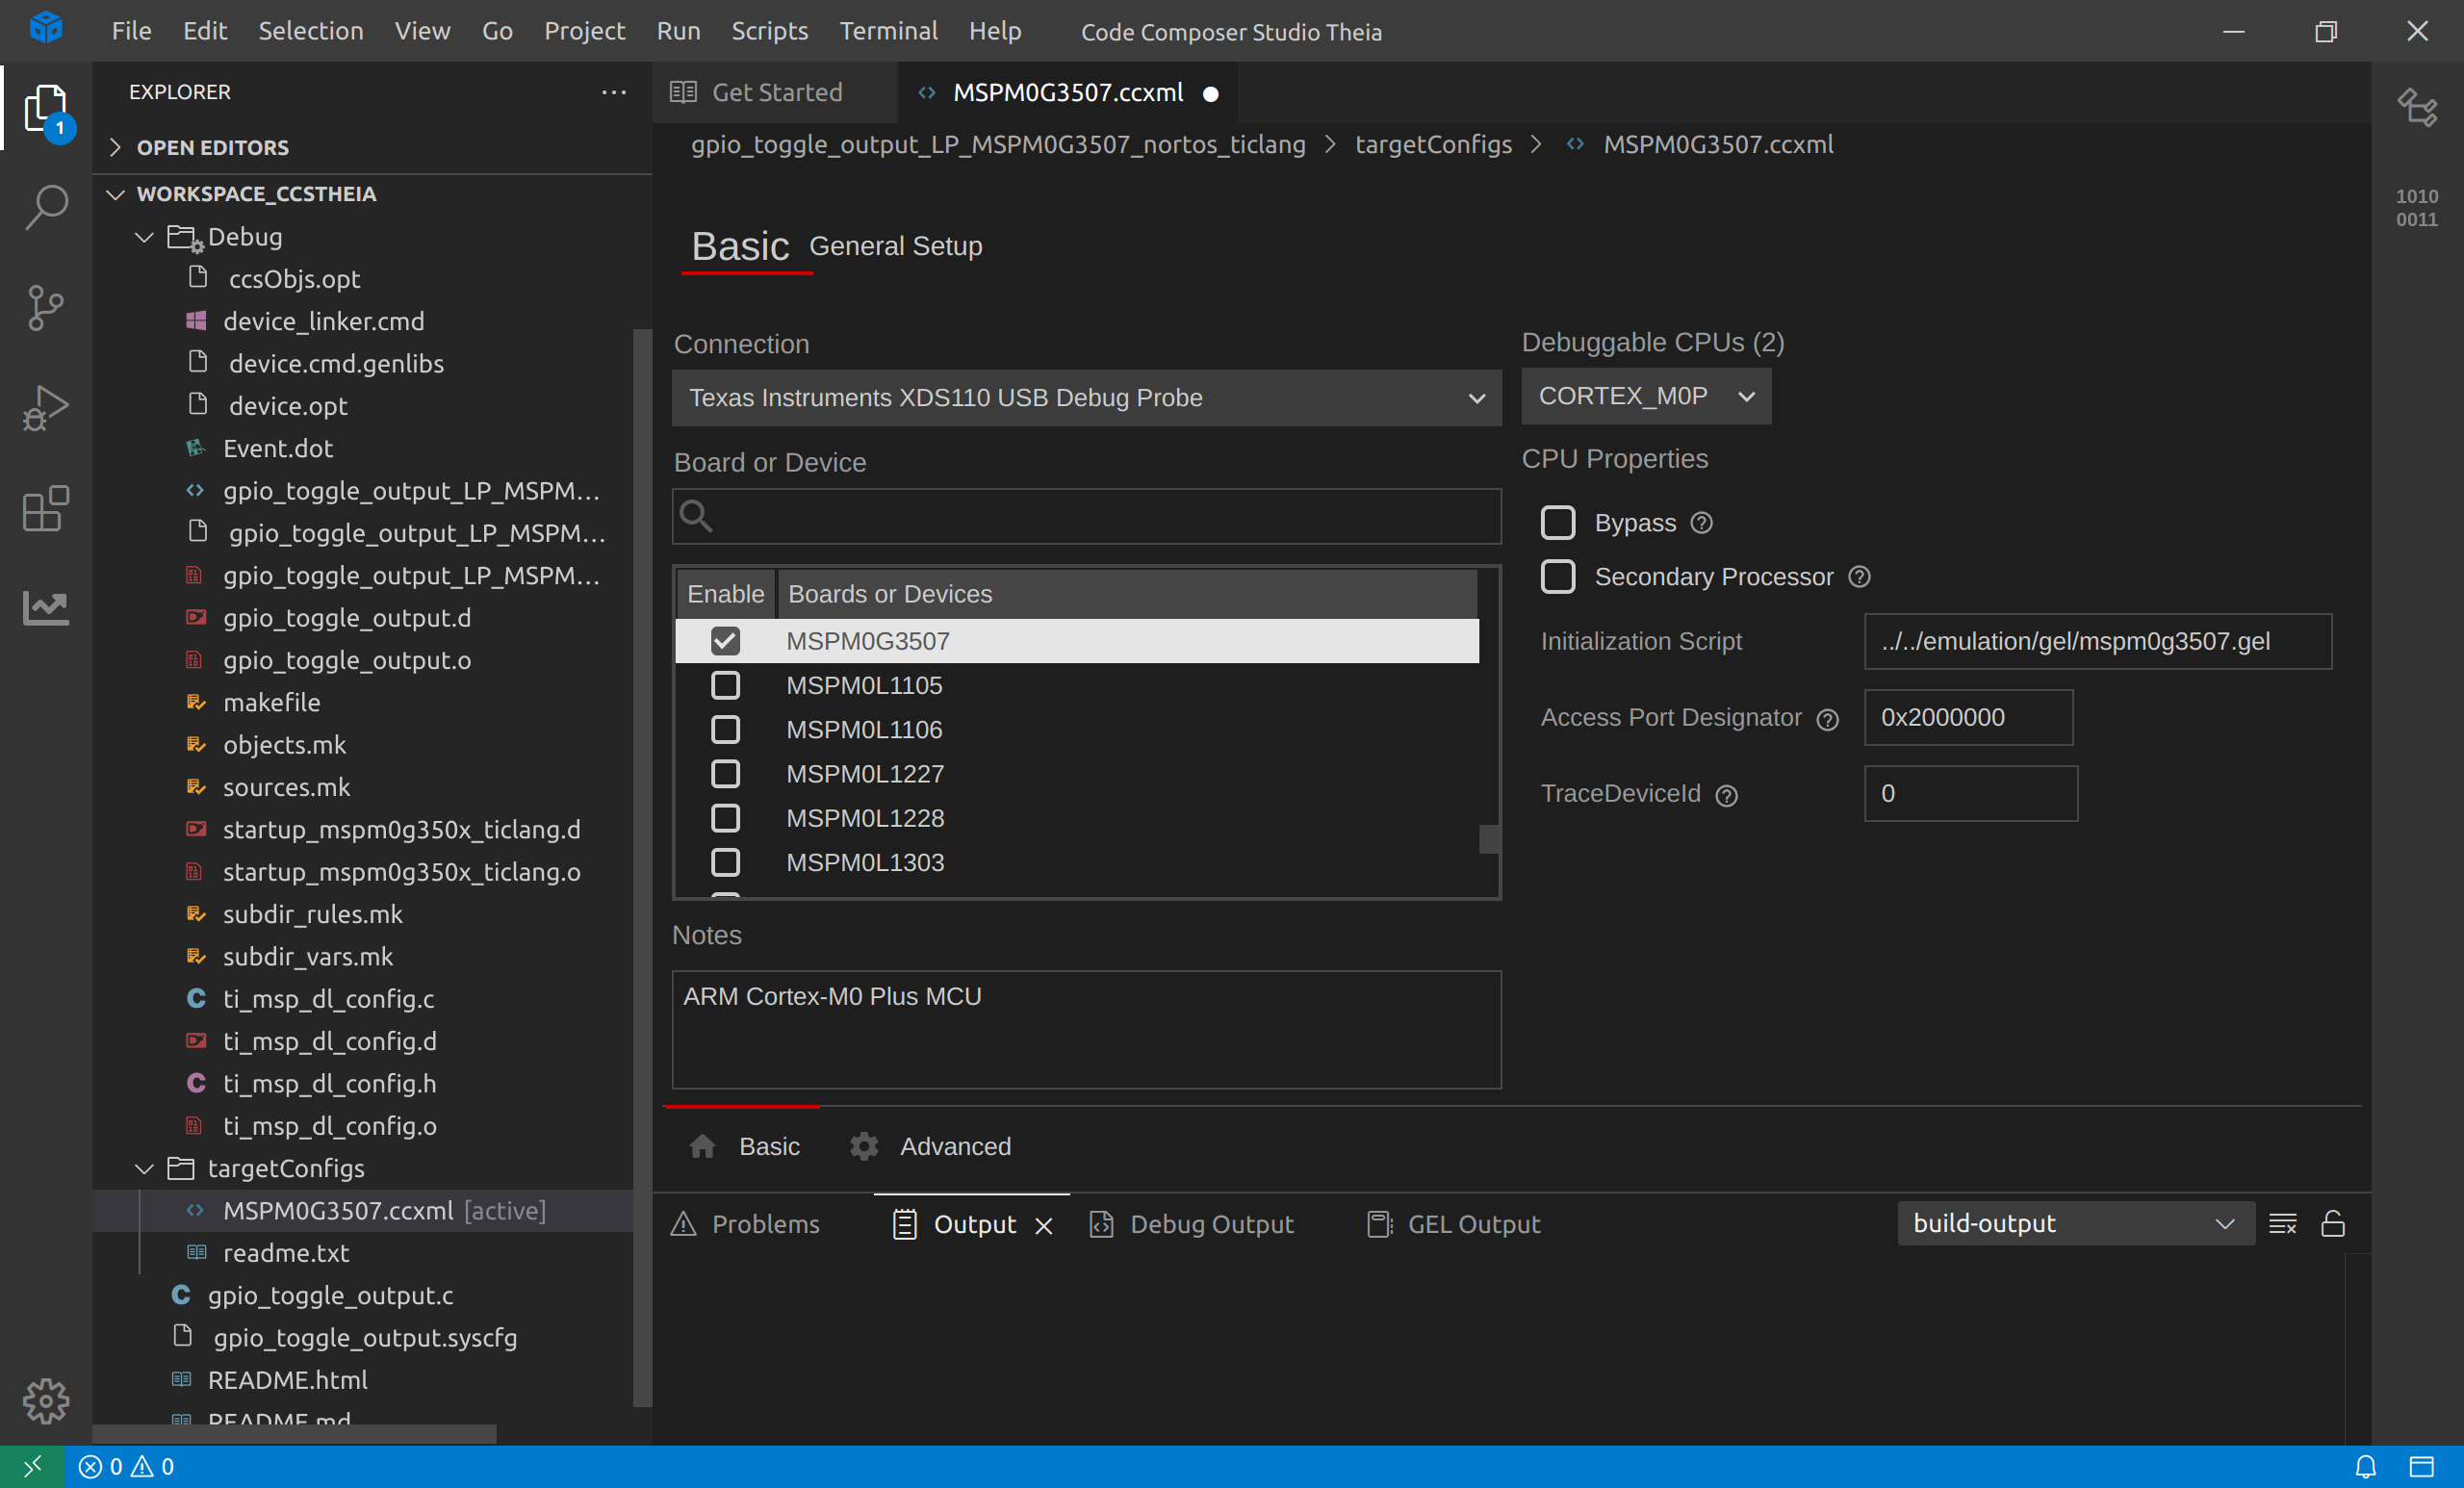 File Edit Selection View Go Project Run Scripts Terminal Help Code Composer Studio Theia
EXPLORER
1
OPEN EDITORS
WORKSPACE_CCSTHEIA
Debug
ccsObjs.opt
device_linker.cmd
device.cmd.genlibs
device.opt
Event.dot
gpio_toggle_output_LP_MSPM...
gpio_toggle_output_LP_MSPM...
gpio_toggle_output_LP_MSPM...
gpio_toggle_output.d
gpio_toggle_output.o
makefile
objects.mk
sources.mk
startup_mspm0g350x_ticlang.d
startup_mspm0g350x_ticlang.o
subdir_rules.mk
subdir_vars.mk
ti_msp_dl_config.c
ti_msp_dl_config.d
ti_msp_dl_config.h
ti_msp_dl_config.o
targetConfigs
MSPM0G3507.ccxml [active]
readme.txt
gpio_toggle_output.c
gpio_toggle_output.syscfg
README.html
README.md
Get Started MSPM0G3507.ccxml
gpio_toggle_output_LP_MSPM0G3507_nortos_ticlang > targetConfigs > MSPM0G3507.ccxml
Basic General Setup
Connection
Texas Instruments XDS110 USB Debug Probe
Board or Device
Enable Boards or Devices
MSPM0G3507
MSPM0L1105
MSPM0L1106
MSPM0L1227
MSPM0L1228
MSPM0L1303
Notes
ARM Cortex-M0 Plus MCU
Debuggable CPUs (2)
CORTEX_M0P
CPU Properties
Bypass
Secondary Processor
Initialization Script ../../emulation/gel/mspm0g3507.gel
Access Port Designator 0x2000000
TraceDeviceId 0
Basic Advanced
Problems Output Debug Output GEL Output build-output
1010
0011
0 0